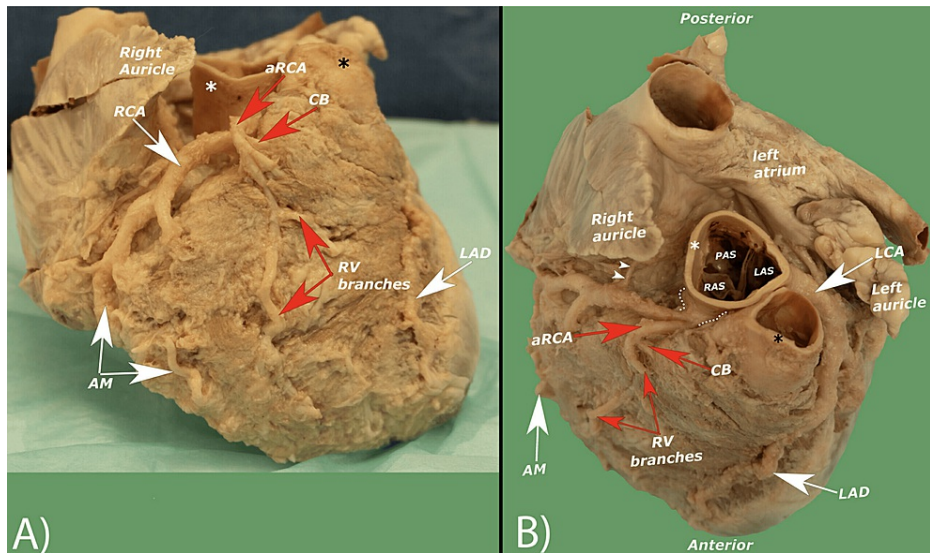 Right
Auricle
*
*
aRCA
CB
RCA
LAD
RV
branches
AM
A)
Posterior
left
atrium
Right
auricle
*
PAS
LAS
RAS
LCA
Left
auricle
aRCA
*
CB
RV
branches
AM
LAD
B)
Anterior